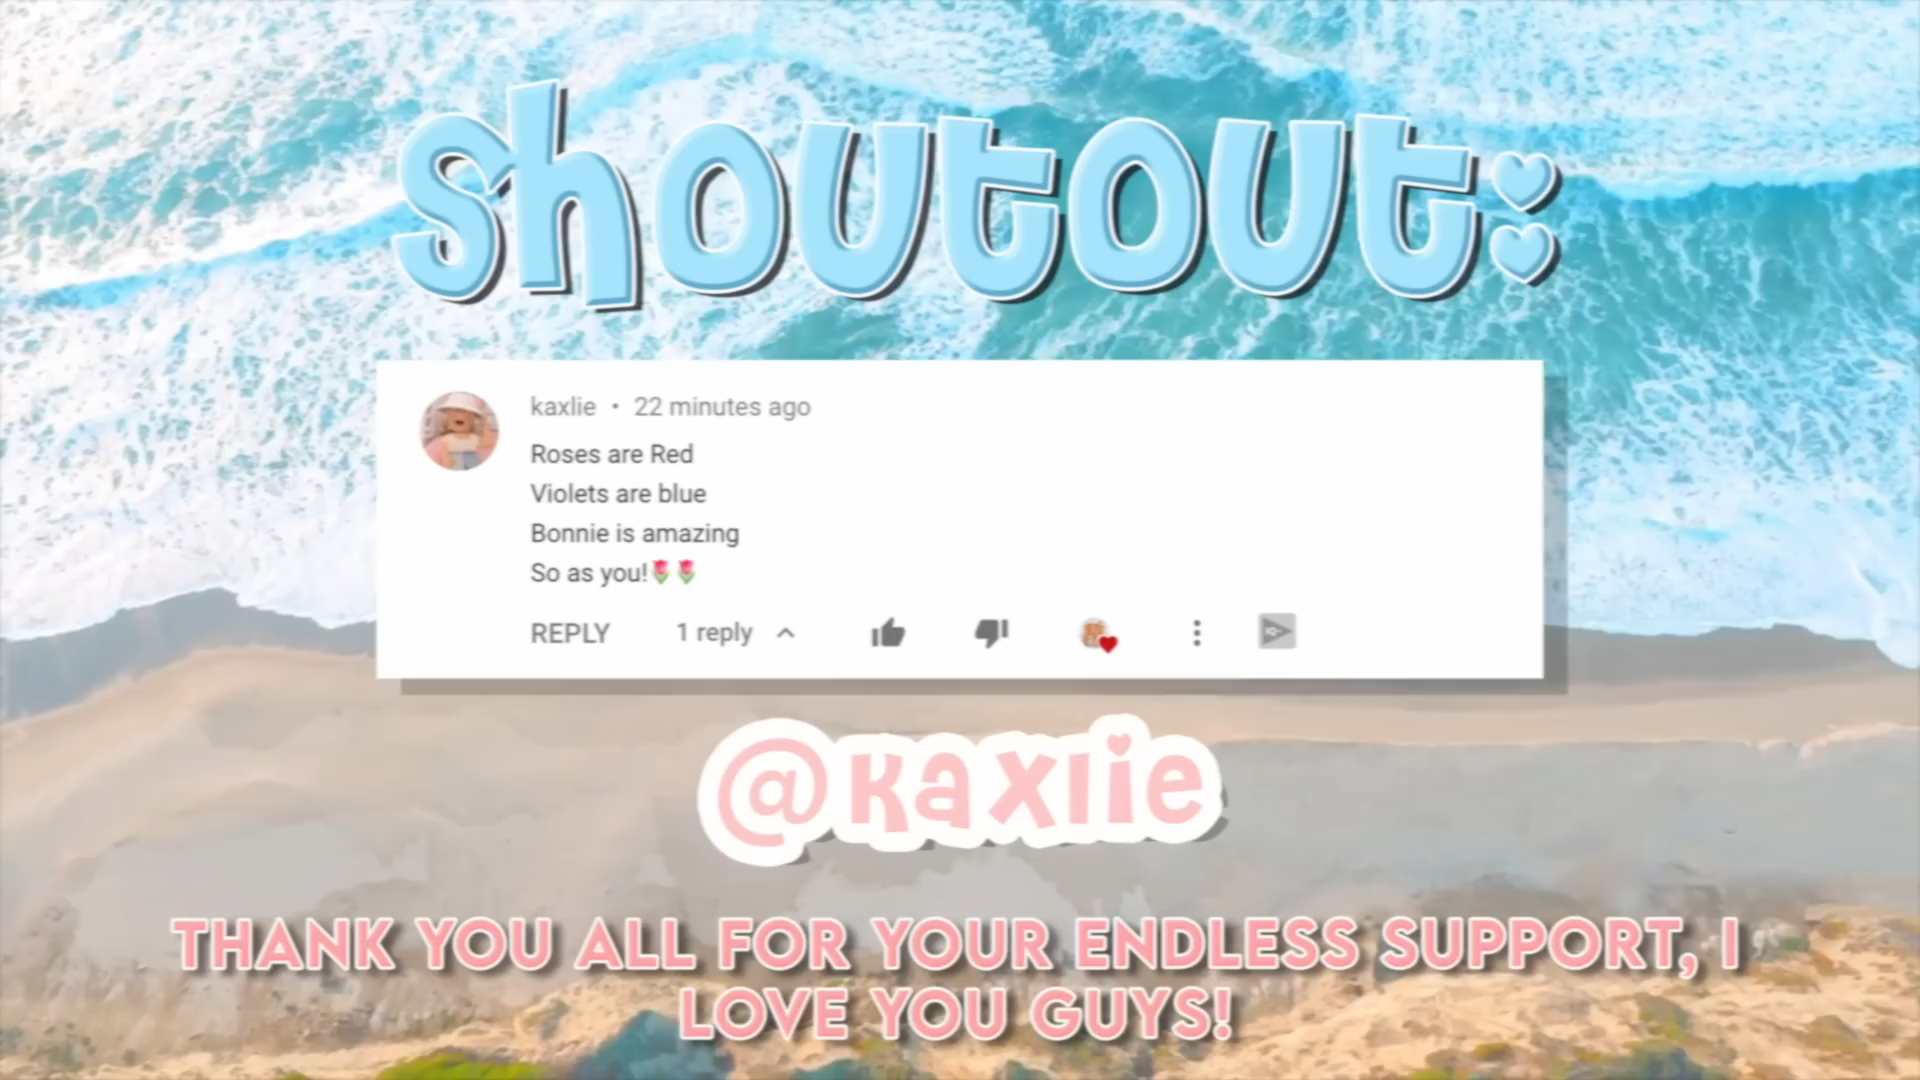 Shoutout:
kaxlie • 22 minutes ago
Roses are Red
Violets are blue
Bonnie is amazing
So as you!🌷🌷
REPLY 1 reply
@kaxlie
THANK YOU ALL FOR YOUR ENDLESS SUPPORT, I
LOVE YOU GUYS!